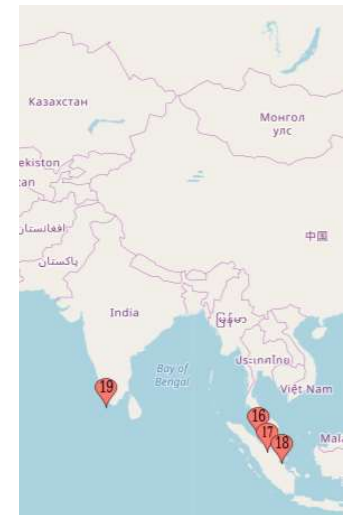 Казахстан
Монгол
улс
ekiston
tan
افغانستان
中国
پاکستان
India
မြန်မာ
Bay of
Bengal
ประเทศไทย
Việt Nam
19
16
17
18
Mala